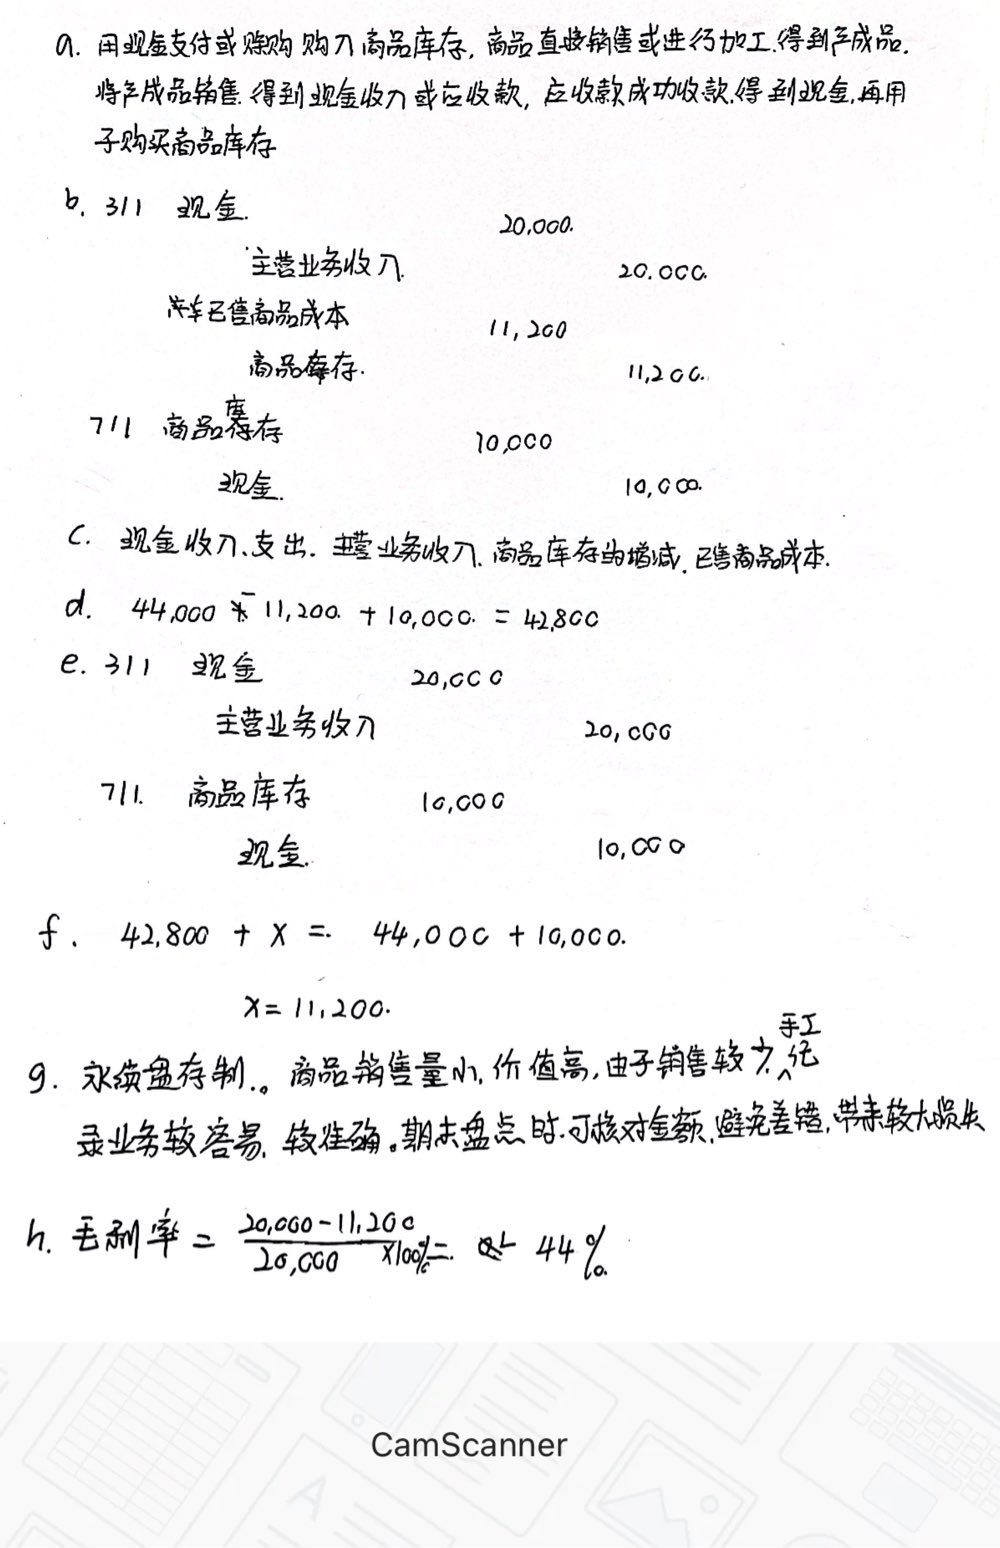 a. 用现金支付或赊购 购入商品库存, 商品直接销售或进行加工.得到产成品.
将产成品销售.得到现金收入或应收款, 应收款成功收款.得到现金.再用
于购买商品库存
b. 311 现金. 20,000.
主营业务收入. 20.000.
已售商品成本 11,200
商品库存. 11,200.
711 商品库存 10,000
现金. 10,000.
C. 现金收入、支出. 主营业务收入. 商品库存的增减. 已售商品成本.
d. 44,000 - 11,200. + 10,000. = 42,800
e. 311 现金 20,000
主营业务收入 20,000
711. 商品库存 10,000
现金. 10,000
f. 42,800 + X = 44,000 + 10,000.
X = 11,200.
g. 永续盘存制.。商品销售量小, 价值高, 由于销售较少, 手工记
录业务较容易, 较准确。期末盘点时.可核对金额,避免差错,带来较大损失
h. 毛利率 = (20,000-11,200)/20,000 ×100% = 44%.
CamScanner